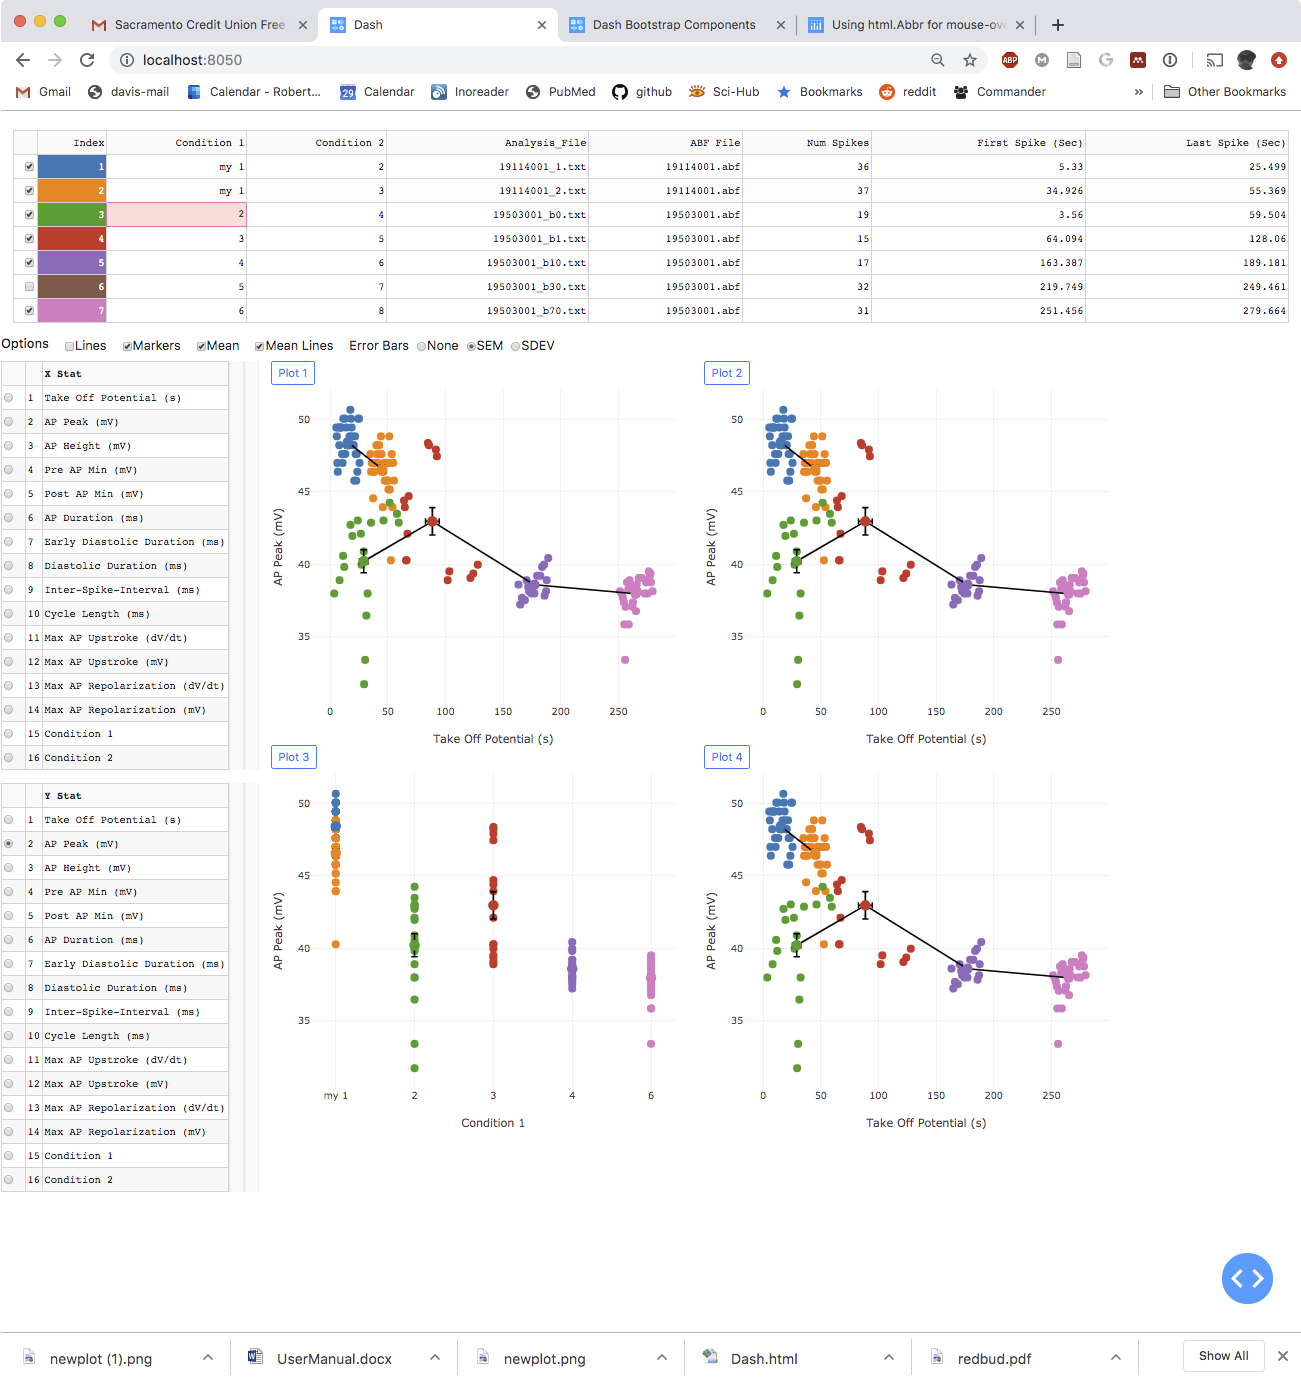 Sacramento Credit Union Free
Dash
Dash Bootstrap Components
Using html.Abbr for mouse-ove
localhost:8050
ABP
Gmail davis-mail Calendar - Robert... 29 Calendar Inoreader PubMed github Sci-Hub Bookmarks reddit Commander » Other Bookmarks
Index Condition 1 Condition 2 Analysis_File ABF File Num Spikes First Spike (Sec) Last Spike (Sec)
1 my 1 2 19114001_1.txt 19114001.abf 36 5.33 25.499
2 my 1 3 19114001_2.txt 19114001.abf 37 34.926 55.369
3 2 4 19503001_b0.txt 19503001.abf 19 3.56 59.504
4 3 5 19503001_b1.txt 19503001.abf 15 64.094 128.06
5 4 6 19503001_b10.txt 19503001.abf 17 163.387 189.181
6 5 7 19503001_b30.txt 19503001.abf 32 219.749 249.461
7 6 8 19503001_b70.txt 19503001.abf 31 251.456 279.664
Options Lines Markers Mean Mean Lines Error Bars None SEM SDEV
X Stat
1 Take Off Potential (s)
2 AP Peak (mV)
3 AP Height (mV)
4 Pre AP Min (mV)
5 Post AP Min (mV)
6 AP Duration (ms)
7 Early Diastolic Duration (ms)
8 Diastolic Duration (ms)
9 Inter-Spike-Interval (ms)
10 Cycle Length (ms)
11 Max AP Upstroke (dV/dt)
12 Max AP Upstroke (mV)
13 Max AP Repolarization (dV/dt)
14 Max AP Repolarization (mV)
15 Condition 1
16 Condition 2
Y Stat
1 Take Off Potential (s)
2 AP Peak (mV)
3 AP Height (mV)
4 Pre AP Min (mV)
5 Post AP Min (mV)
6 AP Duration (ms)
7 Early Diastolic Duration (ms)
8 Diastolic Duration (ms)
9 Inter-Spike-Interval (ms)
10 Cycle Length (ms)
11 Max AP Upstroke (dV/dt)
12 Max AP Upstroke (mV)
13 Max AP Repolarization (dV/dt)
14 Max AP Repolarization (mV)
15 Condition 1
16 Condition 2
Plot 1
50
45
40
35
AP Peak (mV)
0 50 100 150 200 250
Take Off Potential (s)
Plot 2
50
45
40
35
AP Peak (mV)
0 50 100 150 200 250
Take Off Potential (s)
Plot 3
50
45
40
35
AP Peak (mV)
my 1 2 3 4 6
Condition 1
Plot 4
50
45
40
35
AP Peak (mV)
0 50 100 150 200 250
Take Off Potential (s)
newplot (1).png
UserManual.docx
newplot.png
Dash.html
redbud.pdf
Show All